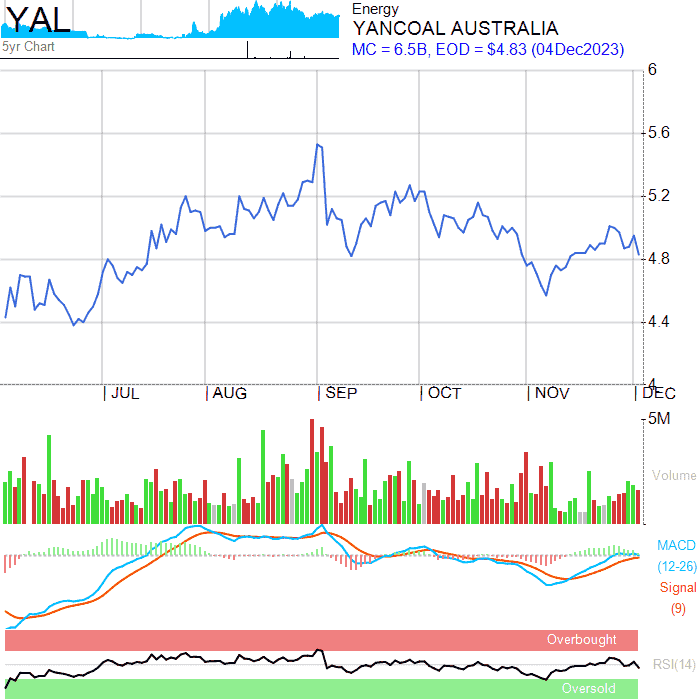 YAL
5yr Chart
Energy
YANCOAL AUSTRALIA
MC = 6.5B, EOD = $4.83 (04Dec2023)
6
5.6
5.2
4.8
4.4
4
JUL AUG SEP OCT NOV DEC
5M
Volume
MACD
(12-26)
Signal
(9)
Overbought
RSI(14)
Oversold